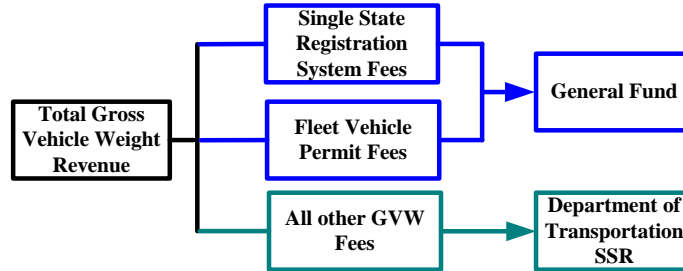 Total Gross
Vehicle Weight
Revenue
Single State
Registration
System Fees
Fleet Vehicle
Permit Fees
General Fund
All other GVW
Fees
Department of
Transportation
SSR